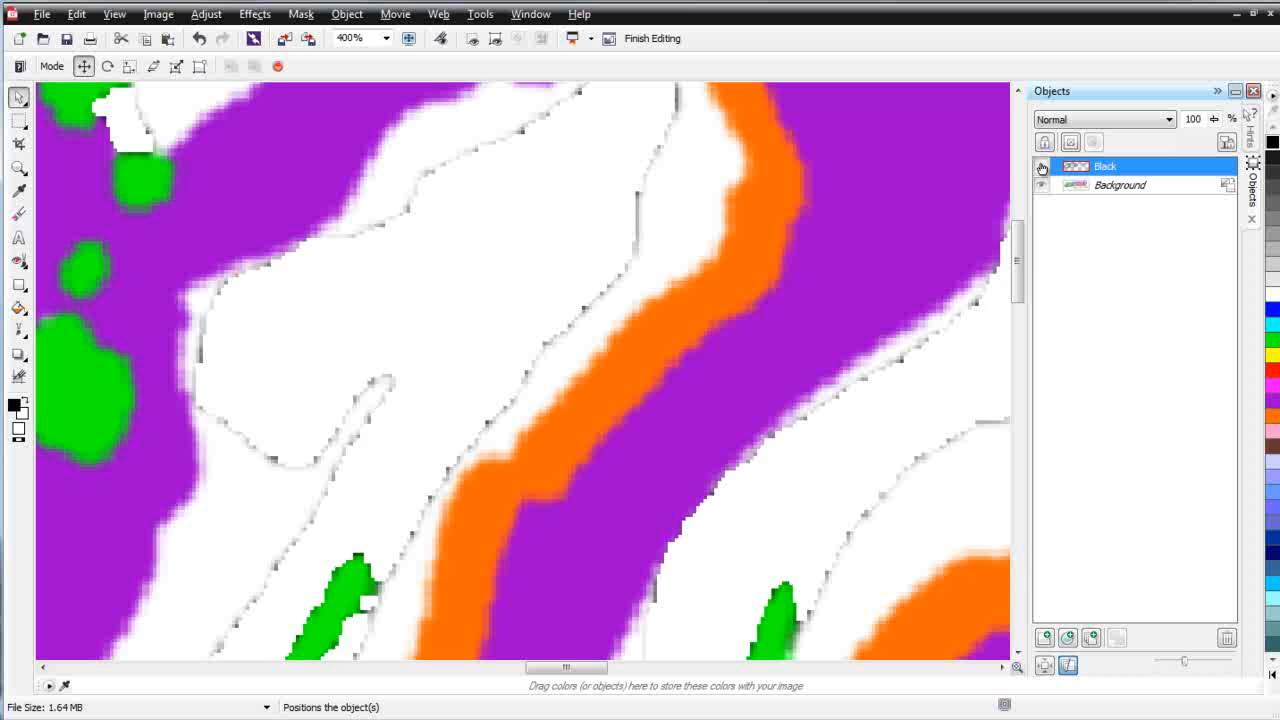 File Edit View Image Adjust Effects Mask Object Movie Web Tools Window Help
400% Finish Editing
Mode
Objects
Normal 100 %
Black
Background
Hints
Objects
Drag colors (or objects) here to store these colors with your image
File Size: 1.64 MB Positions the object(s)